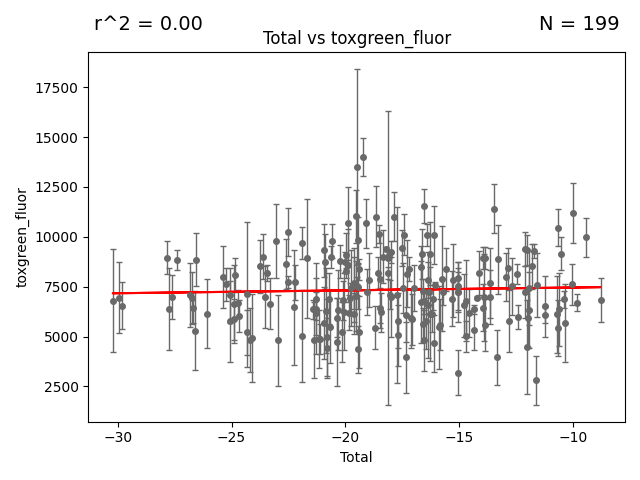 r^2 = 0.00
N = 199
Total vs toxgreen_fluor
17500
15000
12500
10000
7500
5000
2500
toxgreen_fluor
−30
−25
−20
−15
−10
Total